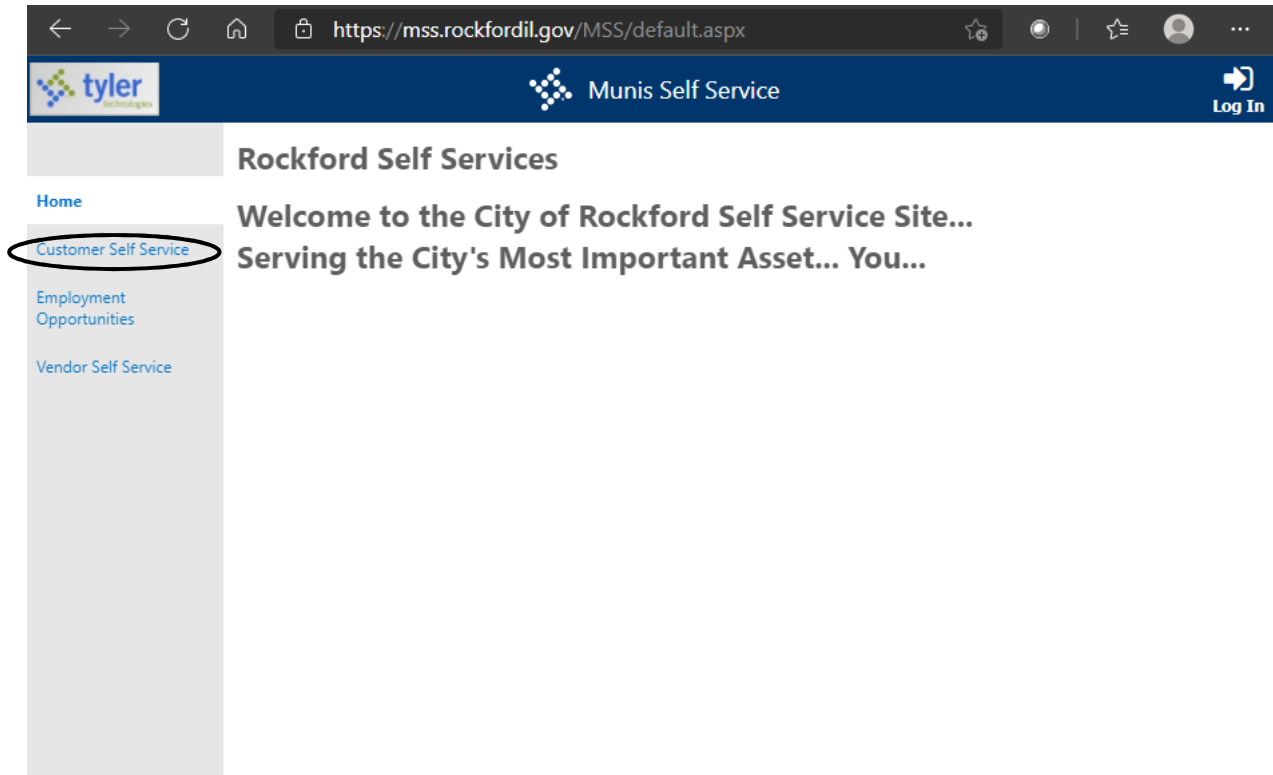 https://mss.rockfordil.gov/MSS/default.aspx
tyler
technologies
Munis Self Service
Log In
Rockford Self Services
Home
Welcome to the City of Rockford Self Service Site...
Customer Self Service
Serving the City's Most Important Asset... You...
Employment
Opportunities
Vendor Self Service